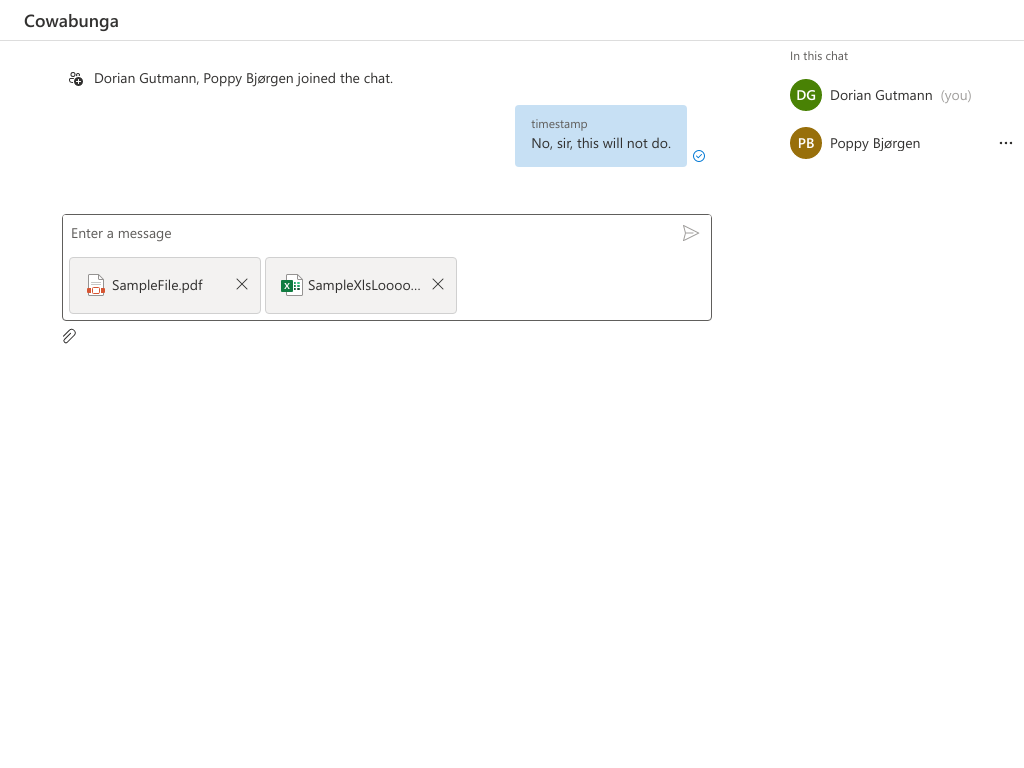 Cowabunga
Dorian Gutmann, Poppy Bjørgen joined the chat.
timestamp
No, sir, this will not do.
Enter a message
SampleFile.pdf
SampleXlsLoooo...
In this chat
DG Dorian Gutmann (you)
PB Poppy Bjørgen